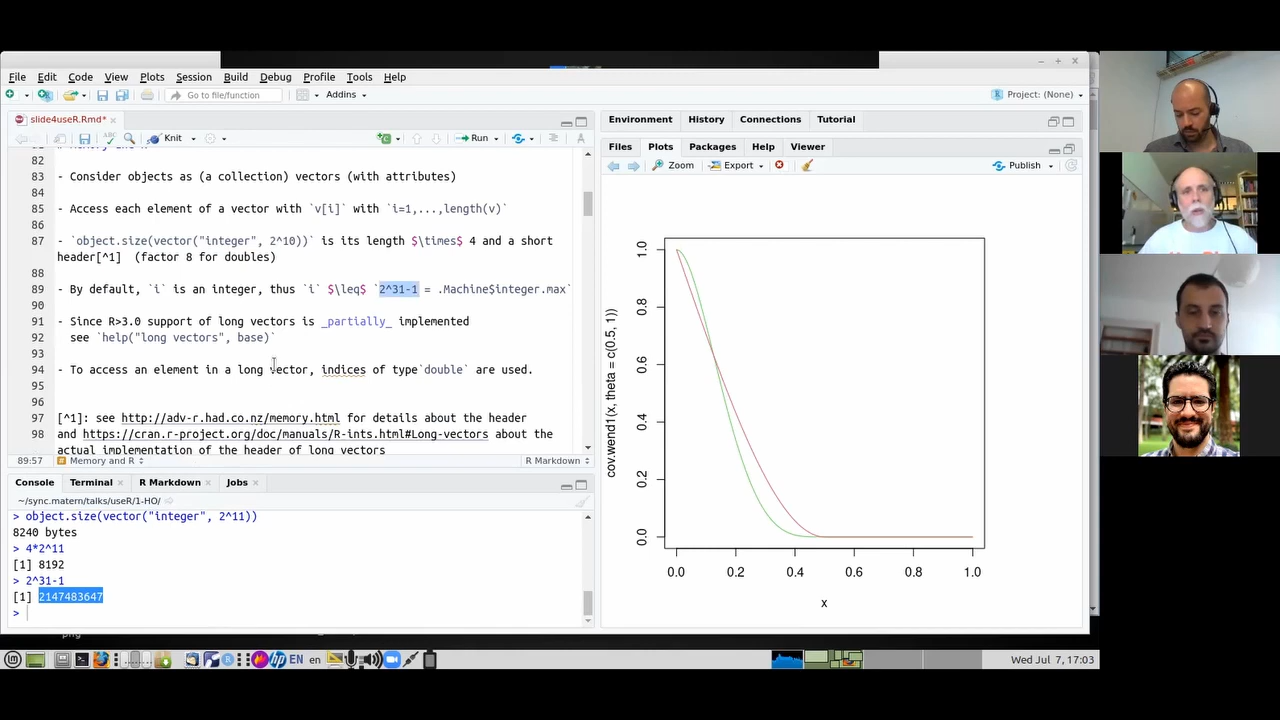 File Edit Code View Plots Session Build Debug Profile Tools Help
Go to file/function Addins Project: (None)
slide4useR.Rmd*
Knit Run
82
83 - Consider objects as (a collection) vectors (with attributes)
84
85 - Access each element of a vector with `v[i]` with `i=1,...,length(v)`
86
87 - `object.size(vector("integer", 2^10))` is its length $\times$ 4 and a short
header[^1] (factor 8 for doubles)
88
89 - By default, `i` is an integer, thus `i` $\leq$ `2^31-1 = .Machine$integer.max`
90
91 - Since R>3.0 support of long vectors is _partially_ implemented
92 see `help("long vectors", base)`
93
94 - To access an element in a long vector, indices of type`double` are used.
95
96
97 [^1]: see http://adv-r.had.co.nz/memory.html for details about the header
98 and https://cran.r-project.org/doc/manuals/R-ints.html#Long-vectors about the
actual implementation of the header of long vectors
89:57 Memory and R R Markdown
Console Terminal R Markdown Jobs
~/sync.matern/talks/useR/1-HO/
> object.size(vector("integer", 2^11))
8240 bytes
> 4*2^11
[1] 8192
> 2^31-1
[1] 2147483647
>
Environment History Connections Tutorial
Files Plots Packages Help Viewer
Zoom Export Publish
cov.wend1(x, theta = c(0.5, 1))
1.0
0.8
0.6
0.4
0.2
0.0
0.0 0.2 0.4 0.6 0.8 1.0
x
png
EN en Wed Jul 7, 17:03